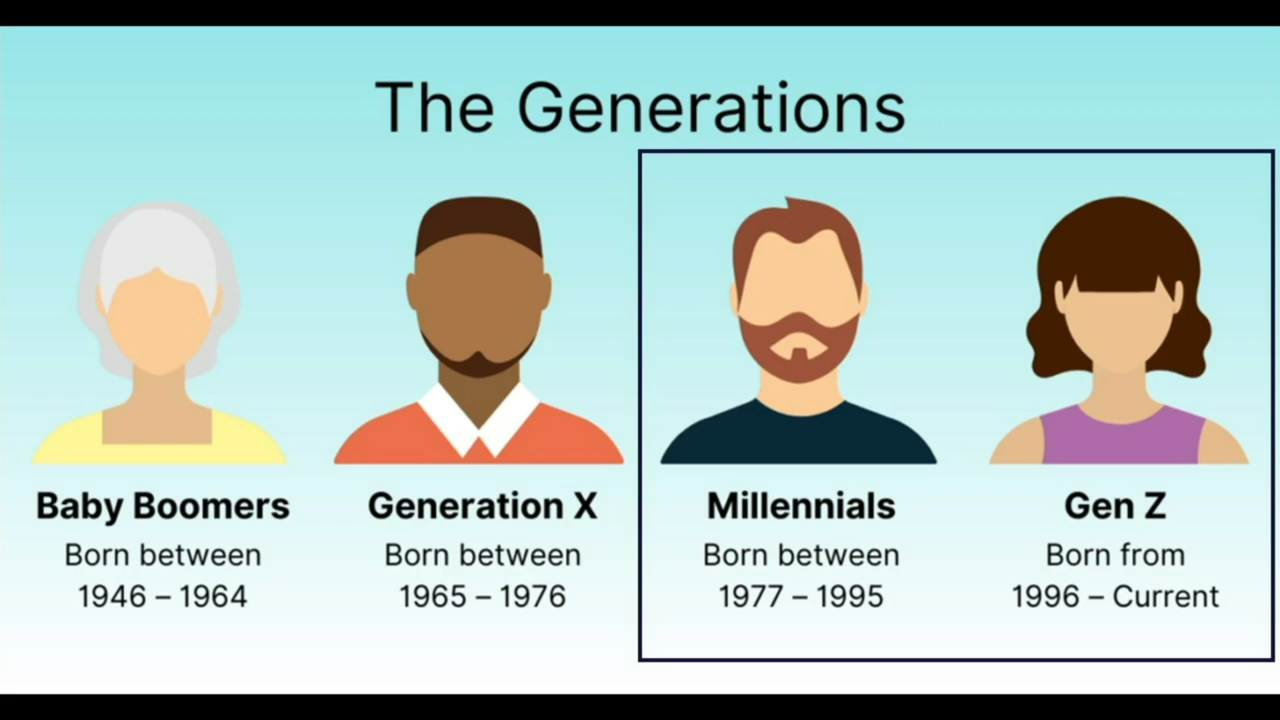 The Generations
Baby Boomers
Born between
1946 – 1964
Generation X
Born between
1965 – 1976
Millennials
Born between
1977 – 1995
Gen Z
Born from
1996 – Current